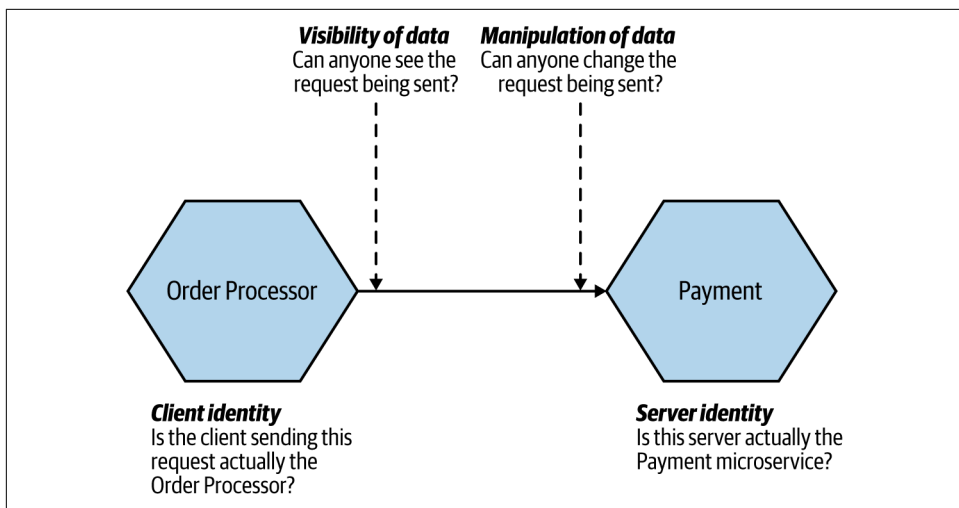 Visibility of data
Can anyone see the
request being sent?
Manipulation of data
Can anyone change the
request being sent?
Order Processor
Payment
Client identity
Is the client sending this
request actually the
Order Processor?
Server identity
Is this server actually the
Payment microservice?